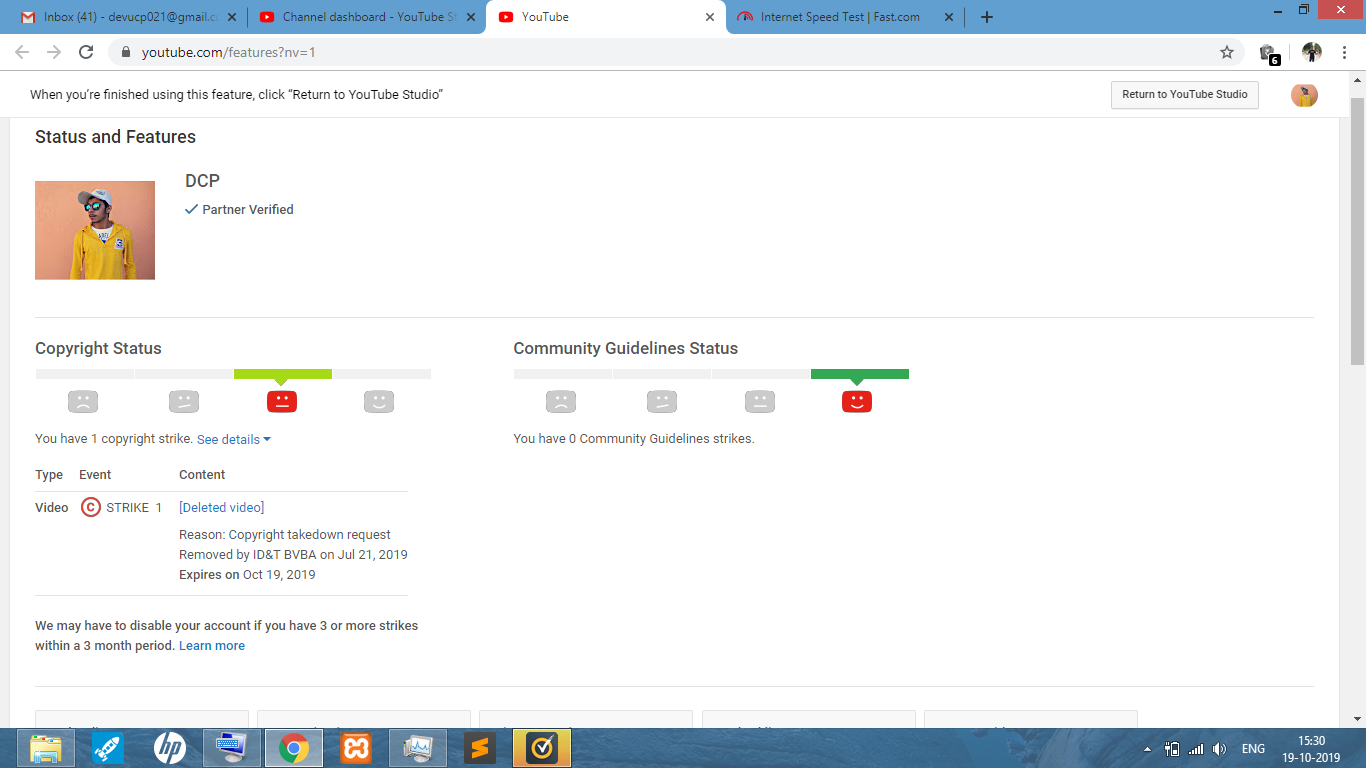 Inbox (41) - devucp021@gmail.c
Channel dashboard - YouTube St
YouTube
Internet Speed Test | Fast.com
youtube.com/features?nv=1
6
When you're finished using this feature, click "Return to YouTube Studio"
Return to YouTube Studio
Status and Features
DCP
Partner Verified
Copyright Status
Community Guidelines Status
You have 1 copyright strike. See details
You have 0 Community Guidelines strikes.
Type Event Content
Video C STRIKE 1 [Deleted video]
Reason: Copyright takedown request
Removed by ID&T BVBA on Jul 21, 2019
Expires on Oct 19, 2019
We may have to disable your account if you have 3 or more strikes
within a 3 month period. Learn more
hp
ENG
15:30
19-10-2019